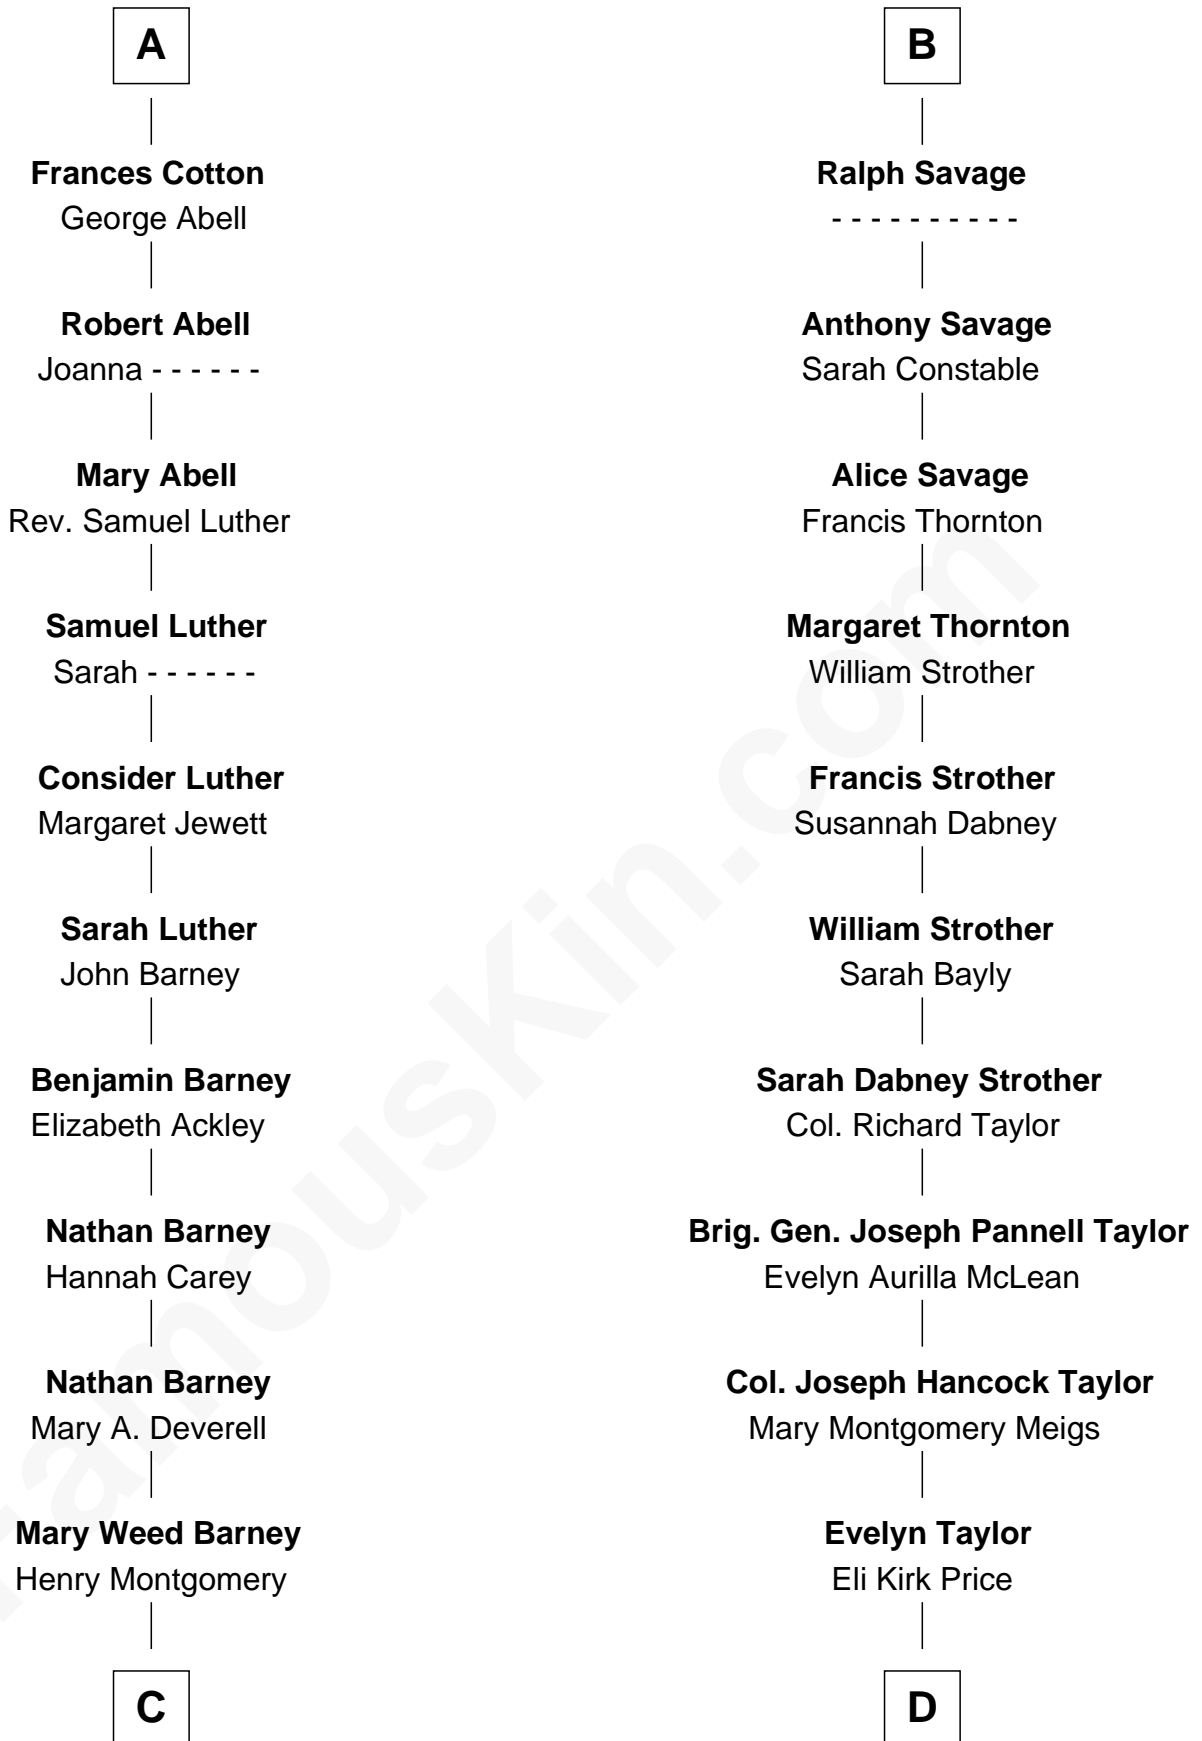 A
Frances Cotton
George Abell
Robert Abell
Joanna - - - - - -
Mary Abell
Rev. Samuel Luther
Samuel Luther
Sarah - - - - - -
Consider Luther
Margaret Jewett
Sarah Luther
John Barney
Benjamin Barney
Elizabeth Ackley
Nathan Barney
Hannah Carey
Nathan Barney
Mary A. Deverell
Mary Weed Barney
Henry Montgomery
C
B
Ralph Savage
- - - - - - - - - -
Anthony Savage
Sarah Constable
Alice Savage
Francis Thornton
Margaret Thornton
William Strother
Francis Strother
Susannah Dabney
William Strother
Sarah Bayly
Sarah Dabney Strother
Col. Richard Taylor
Brig. Gen. Joseph Pannell Taylor
Evelyn Aurilla McLean
Col. Joseph Hancock Taylor
Mary Montgomery Meigs
Evelyn Taylor
Eli Kirk Price
D
FamousKin.com